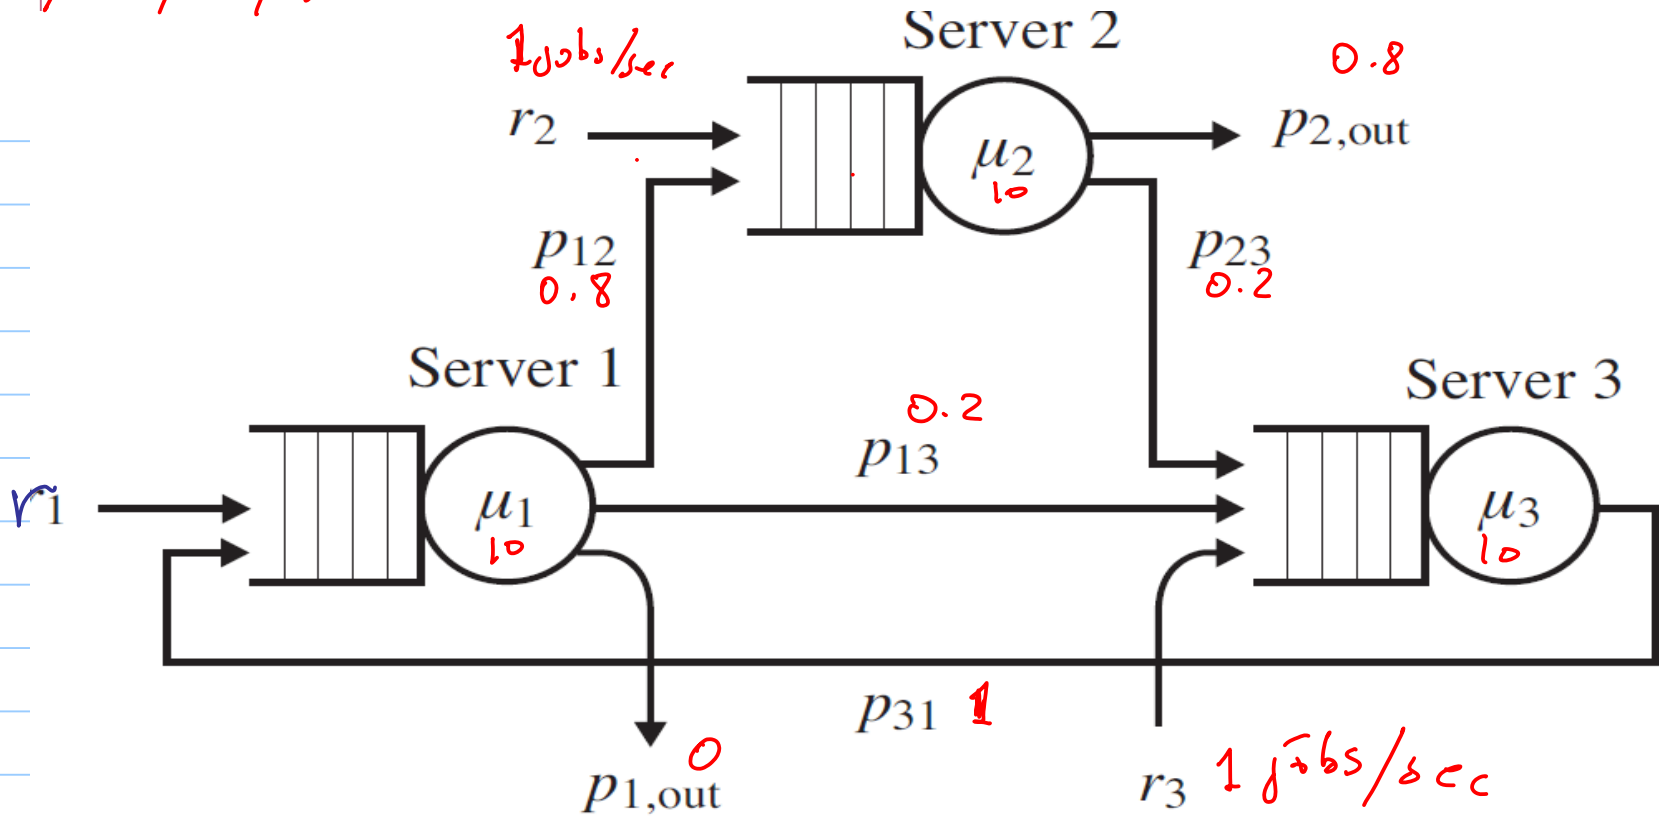 Server 2
1 jobs/sec
0.8
r2
μ2
p2,out
10
p12
p23
0.8
0.2
Server 1
0.2
Server 3
p13
r1
μ1
μ3
10
10
p31 1
0
p1,out
r3 1 jobs/sec